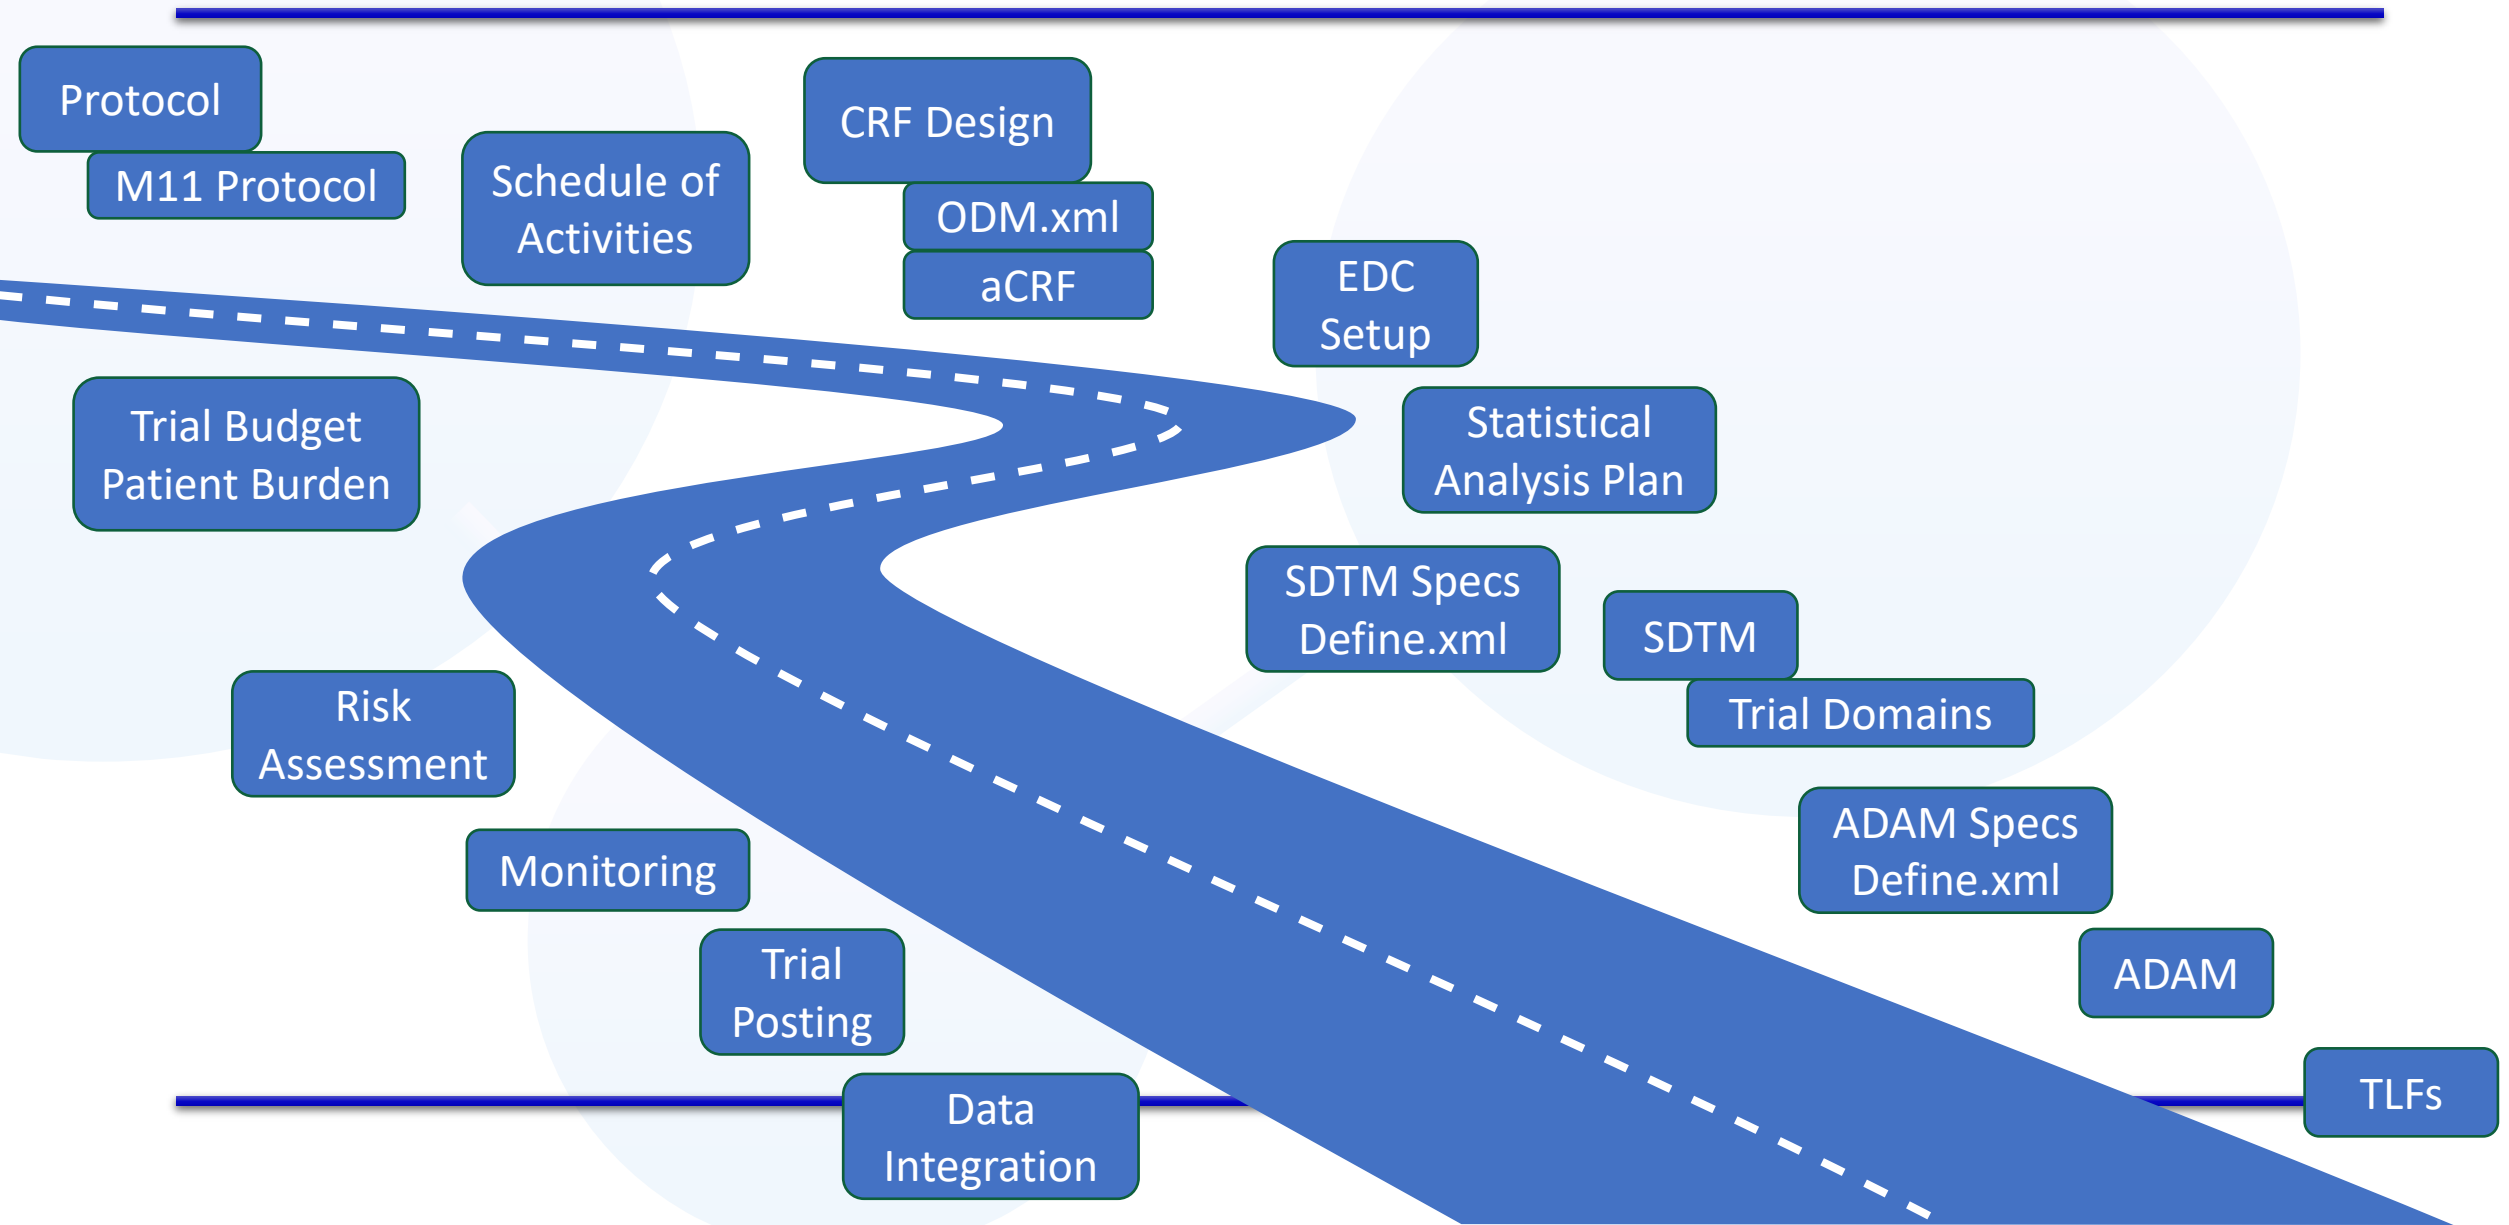 Protocol
M11 Protocol
Schedule of
Activities
CRF Design
ODM.xml
aCRF
EDC
Setup
Trial Budget
Patient Burden
Statistical
Analysis Plan
SDTM Specs
Define.xml
SDTM
Trial Domains
Risk
Assessment
ADAM Specs
Define.xml
Monitoring
Trial
Posting
ADAM
Data
Integration
TLFs